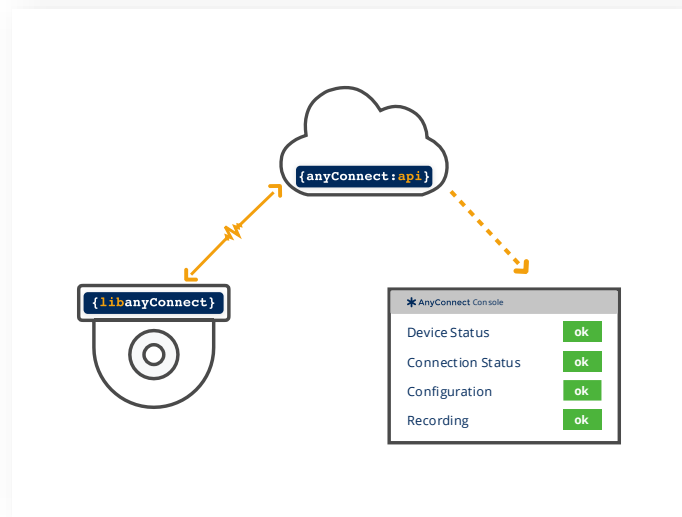 {anyConnect:api}
{libanyConnect}
AnyConnect Console
Device Status ok
Connection Status ok
Configuration ok
Recording ok